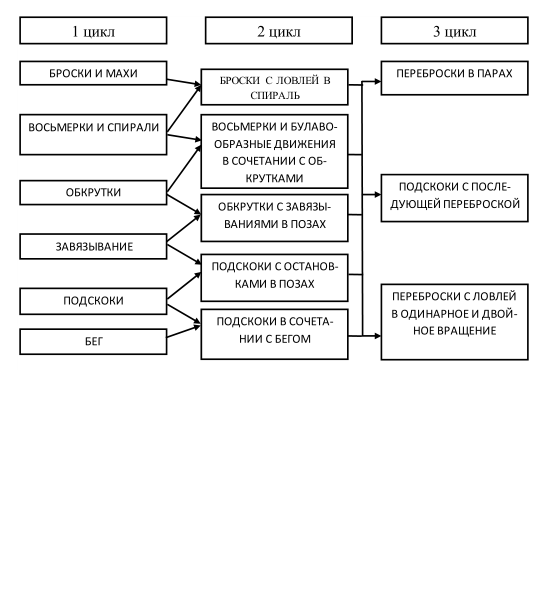 1 цикл
2 цикл
3 цикл
БРОСКИ И МАХИ
ВОСЬМЕРКИ И СПИРАЛИ
ОБКРУТКИ
ЗАВЯЗЫВАНИЕ
ПОДСКОКИ
БЕГ
БРОСКИ С ЛОВЛЕЙ В
СПИРАЛЬ
ВОСЬМЕРКИ И БУЛАВО-
ОБРАЗНЫЕ ДВИЖЕНИЯ
В СОЧЕТАНИИ С ОБ-
КРУТКАМИ
ОБКРУТКИ С ЗАВЯЗЫ-
ВАНИЯМИ В ПОЗАХ
ПОДСКОКИ С ОСТАНОВ-
КАМИ В ПОЗАХ
ПОДСКОКИ В СОЧЕТА-
НИИ С БЕГОМ
ПЕРЕБРОСКИ В ПАРАХ
ПОДСКОКИ С ПОСЛЕ-
ДУЮЩЕЙ ПЕРЕБРОСКОЙ
ПЕРЕБРОСКИ С ЛОВЛЕЙ
В ОДИНАРНОЕ И ДВОЙ-
НОЕ ВРАЩЕНИЕ